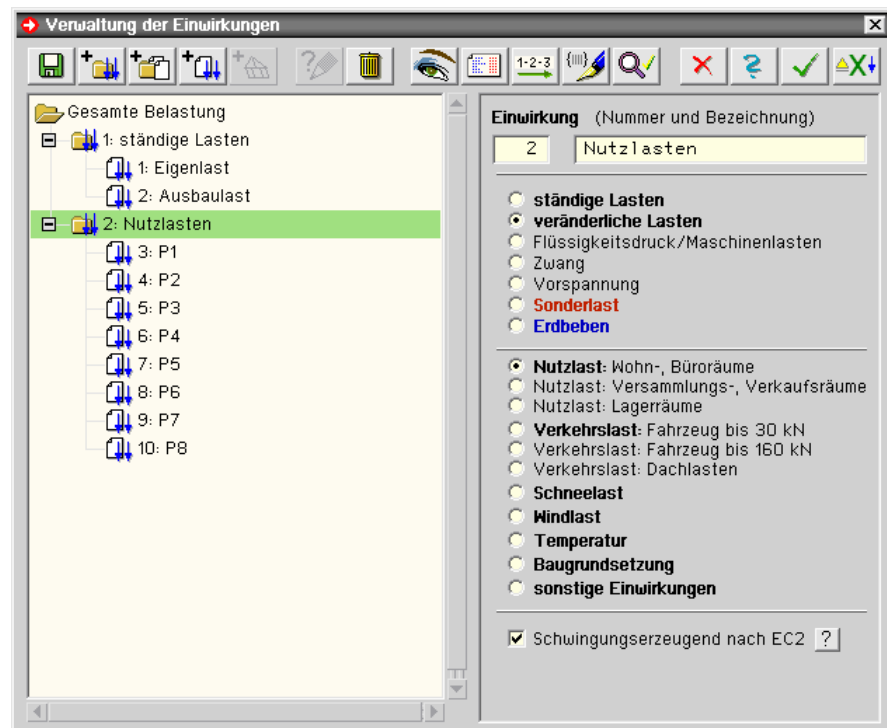 Verwaltung der Einwirkungen
1-2-3
Gesamte Belastung
1: ständige Lasten
1: Eigenlast
2: Ausbaulast
2: Nutzlasten
3: P1
4: P2
5: P3
6: P4
7: P5
8: P6
9: P7
10: P8
Einwirkung (Nummer und Bezeichnung)
2 Nutzlasten
ständige Lasten
veränderliche Lasten
Flüssigkeitsdruck/Maschinenlasten
Zwang
Vorspannung
Sonderlast
Erdbeben
Nutzlast: Wohn-, Büroräume
Nutzlast: Versammlungs-, Verkaufsräume
Nutzlast: Lagerräume
Verkehrslast: Fahrzeug bis 30 kN
Verkehrslast: Fahrzeug bis 160 kN
Verkehrslast: Dachlasten
Schneelast
Windlast
Temperatur
Baugrundsetzung
sonstige Einwirkungen
Schwingungserzeugend nach EC2 ?